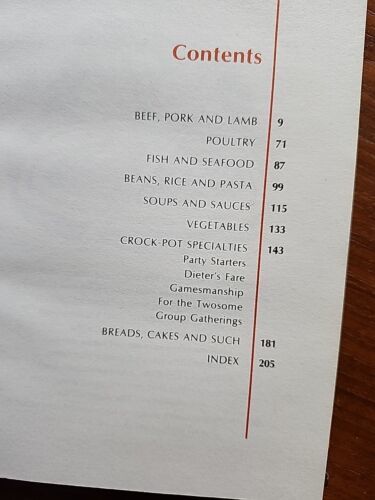 Contents
BEEF, PORK AND LAMB 9
POULTRY 71
FISH AND SEAFOOD 87
BEANS, RICE AND PASTA 99
SOUPS AND SAUCES 115
VEGETABLES 133
CROCK-POT SPECIALTIES 143
Party Starters
Dieter's Fare
Gamesmanship
For the Twosome
Group Gatherings
BREADS, CAKES AND SUCH 181
INDEX 205